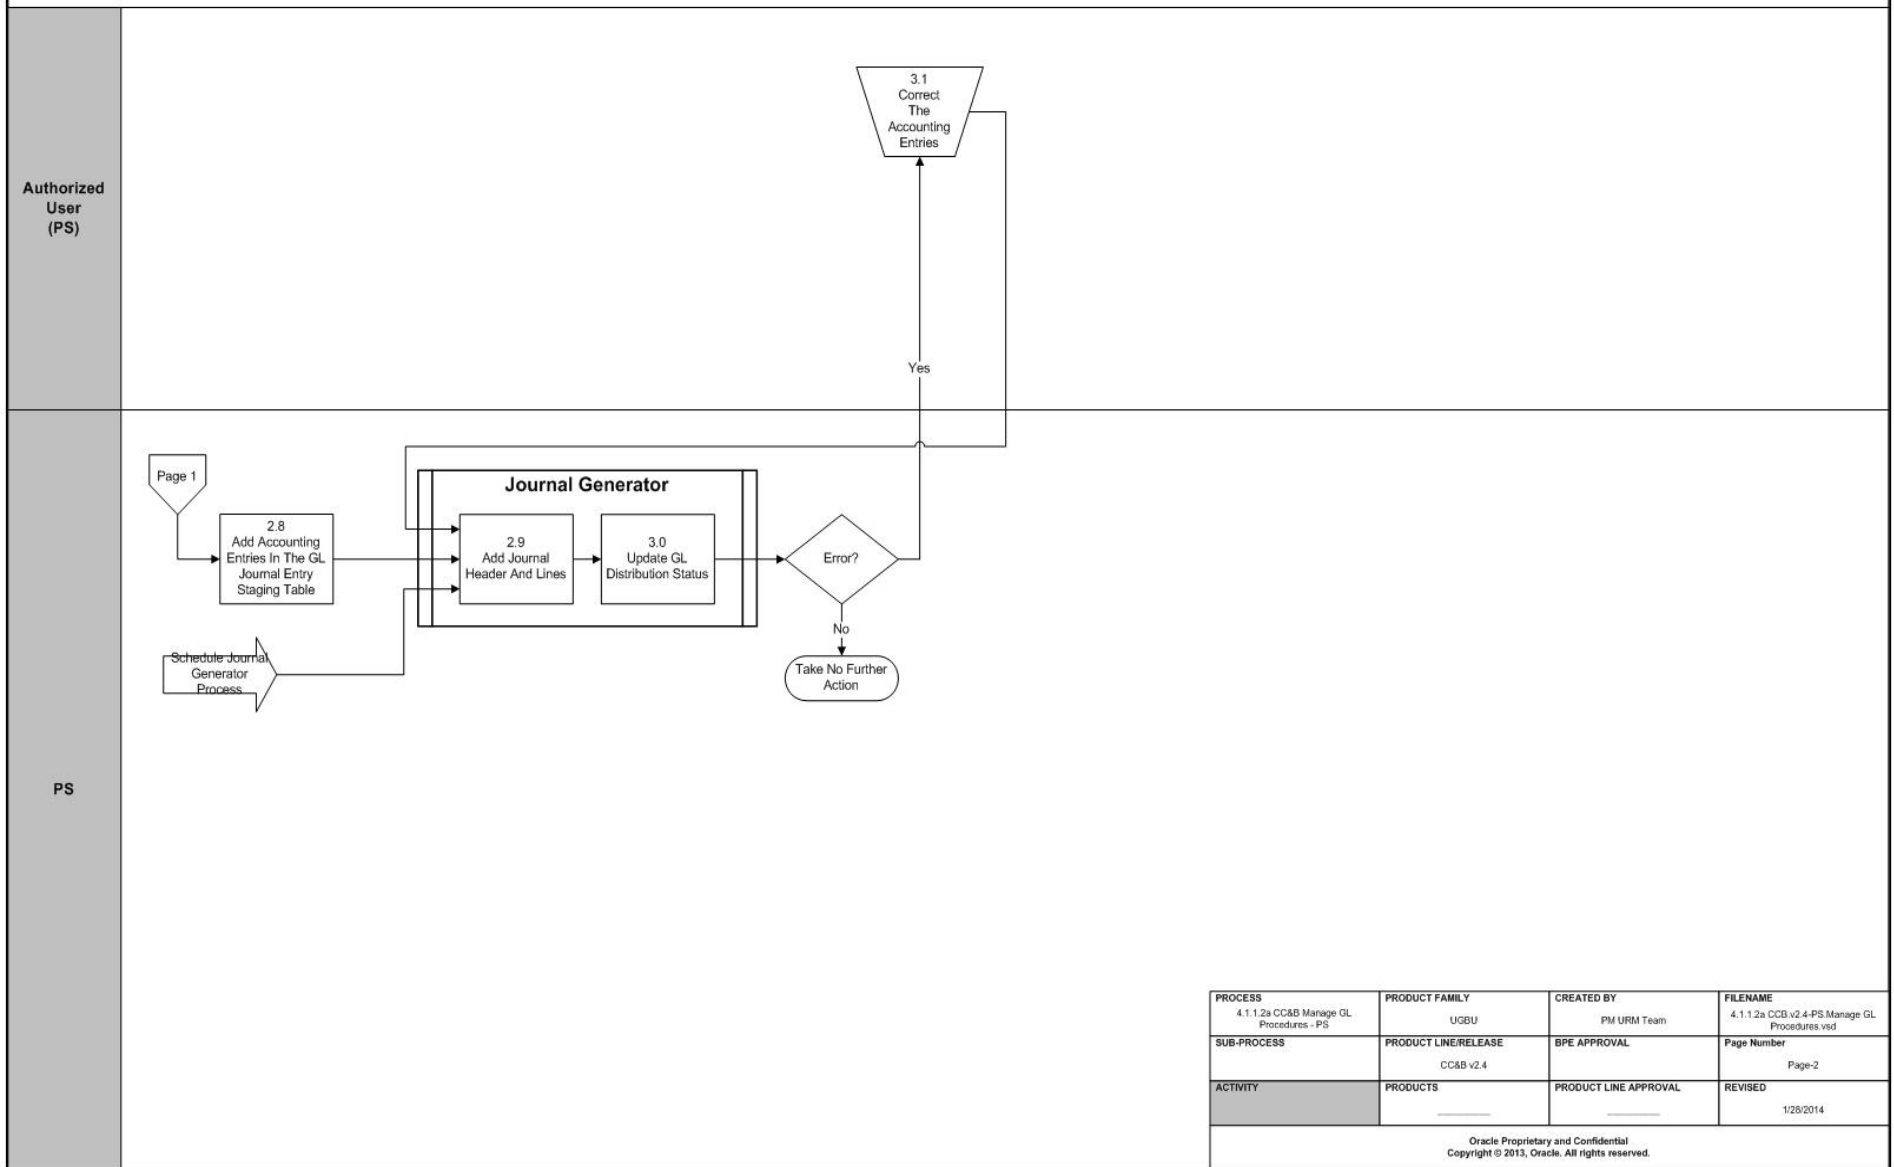 3.1
Correct
The
Accounting
Entries
Authorized
User
(PS)
Yes
Page 1
Journal Generator
2.8
Add Accounting
Entries In The GL
Journal Entry
Staging Table
2.9
Add Journal
Header And Lines
3.0
Update GL
Distribution Status
Error?
No
Schedule Journal
Generator
Process
Take No Further
Action
PS
PROCESS
4.1.1.2a CC&B Manage GL
Procedures - PS
PRODUCT FAMILY
UGBU
CREATED BY
PM URM Team
FILENAME
4.1.1.2a CCB.v2.4-PS.Manage GL
Procedures.vsd
SUB-PROCESS
PRODUCT LINE/RELEASE
CC&B v2.4
BPE APPROVAL
Page Number
Page-2
ACTIVITY
PRODUCTS
PRODUCT LINE APPROVAL
REVISED
1/28/2014
Oracle Proprietary and Confidential
Copyright © 2013, Oracle. All rights reserved.